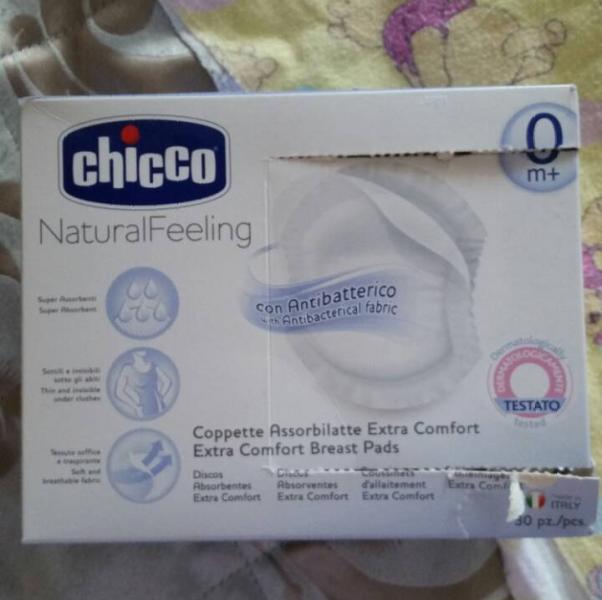 chicco
0
m+
NaturalFeeling
Super Assorbenti
Super Absorbent
con Antibatterico
with Antibacterical fabric
Sottili e invisibili
sotto gli abiti
Thin and invisible
under clothes
Dermatologically
DERMATOLOGICAMENTE
TESTATO
tested
Coppette Assorbilatte Extra Comfort
Extra Comfort Breast Pads
Tessuto soffice
e traspirante
Soft and
breathable fabric
Discos
Absorbentes
Extra Comfort
Discos
Absorventes
Extra Comfort
Coussinets
d'allaitement
Extra Comfort
Extra
MADE IN
ITALY
30 pz./pcs.